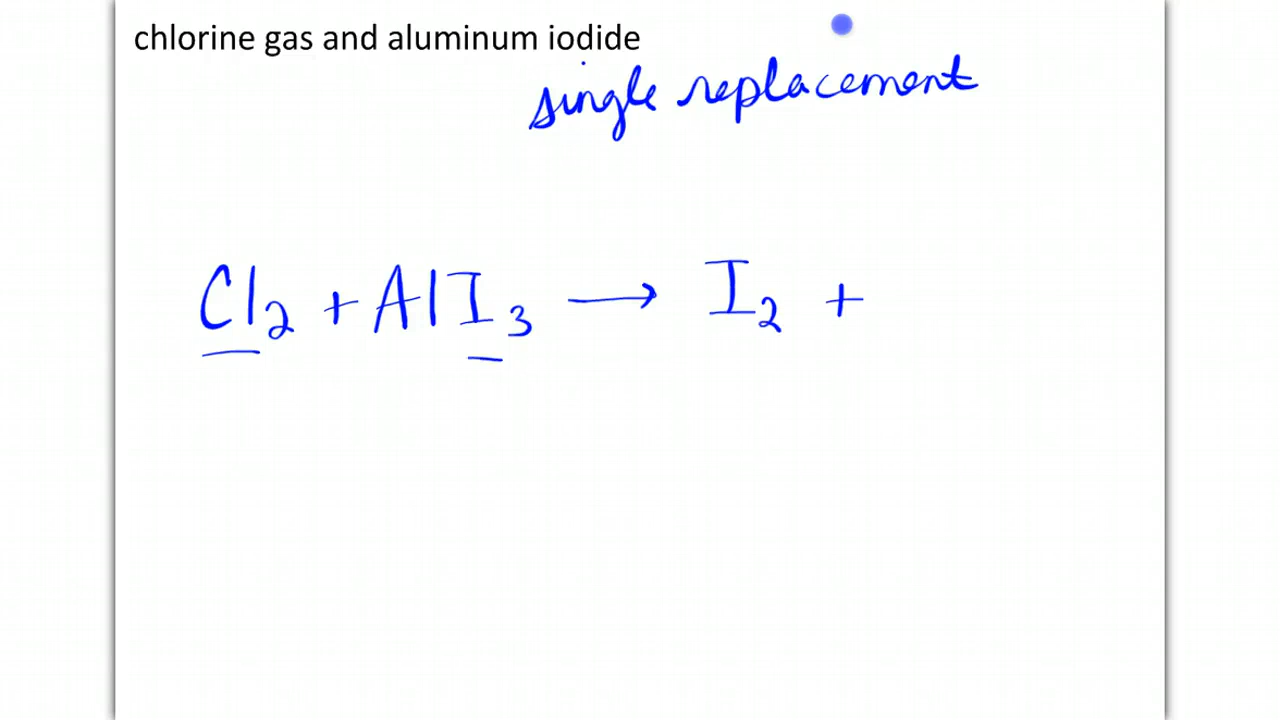 chlorine gas and aluminum iodide
single replacement
Cl₂ + AlI₃ → I₂ +